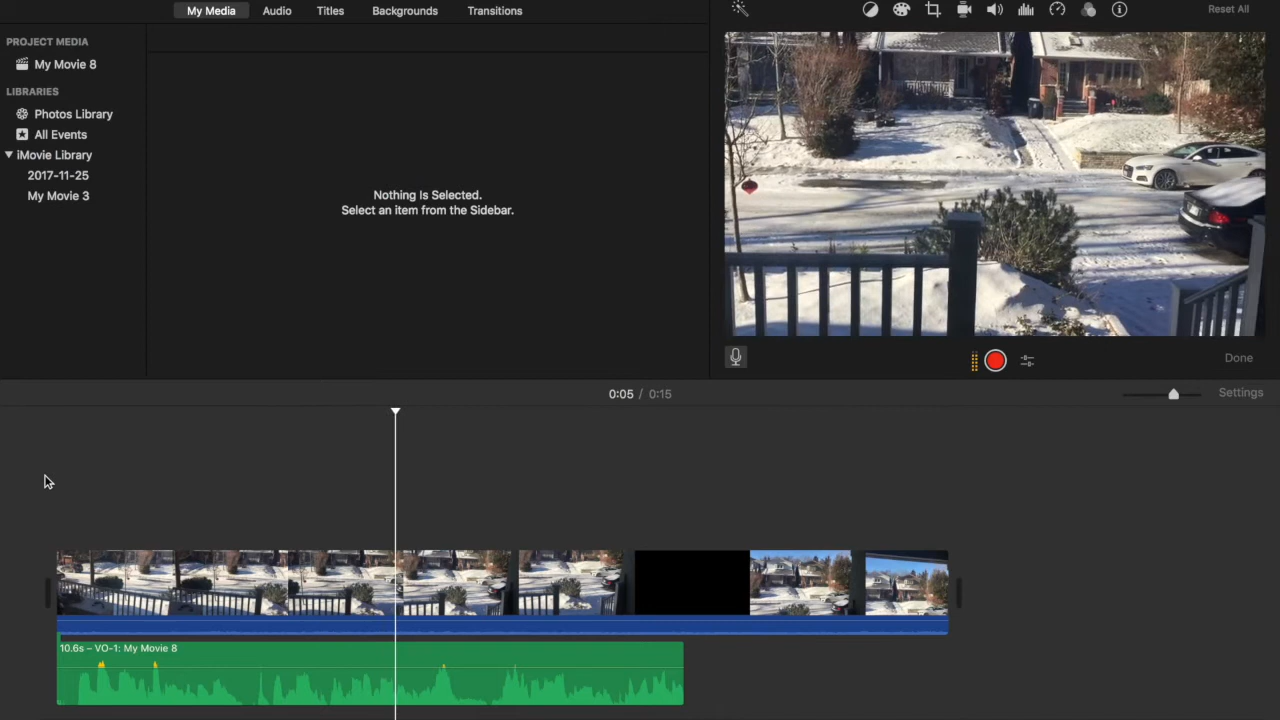 My Media Audio Titles Backgrounds Transitions
Reset All
PROJECT MEDIA
My Movie 8
LIBRARIES
Photos Library
All Events
iMovie Library
2017-11-25
My Movie 3
Nothing Is Selected.
Select an item from the Sidebar.
Done
0:05 / 0:15
Settings
10.6s – VO-1: My Movie 8